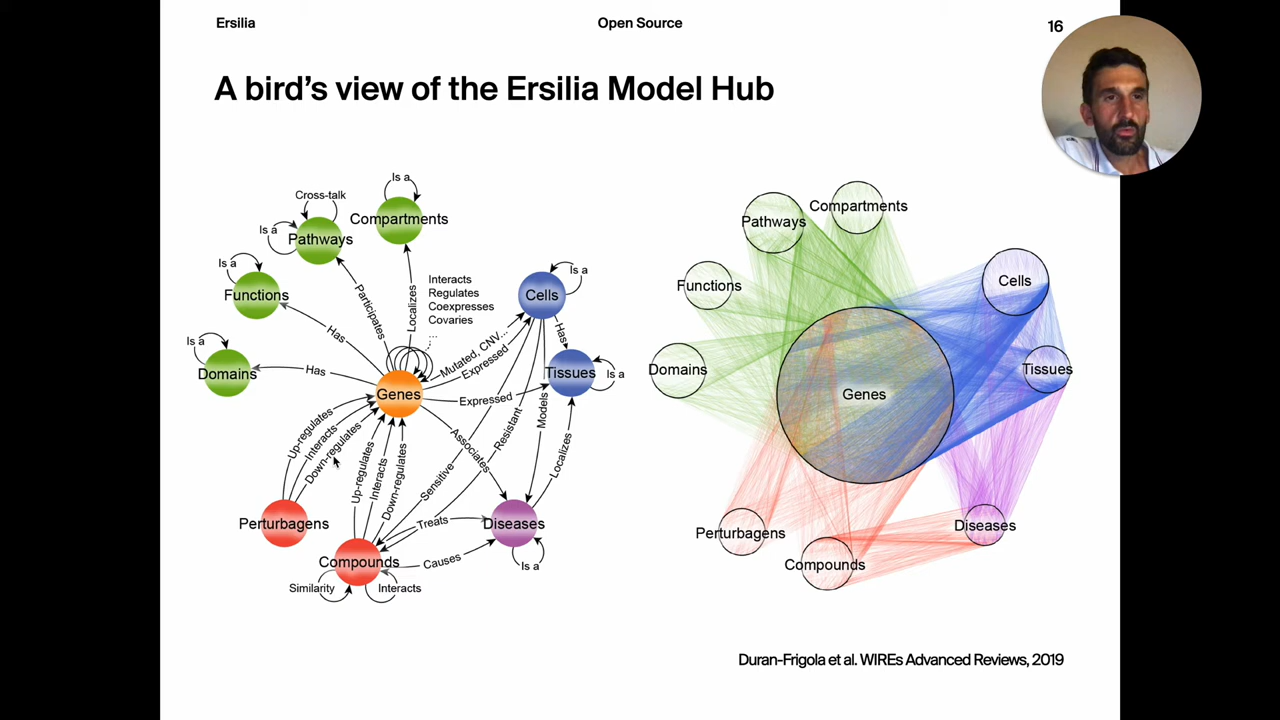 Ersilia
Open Source
16
A bird's view of the Ersilia Model Hub
Is a
Cross-talk
Compartments
Is a
Pathways
Is a
Functions
Interacts
Regulates
Coexpresses
Covaries
...
Is a
Cells
Participates
Localizes
Has
Mutated, CNV...
Expressed
Has
Is a
Domains
Has
Genes
Expressed
Tissues
Is a
Up-regulates
Interacts
Down-regulates
Up-regulates
Interacts
Down-regulates
Sensitive
Resistant
Associates
Models
Localizes
Perturbagens
Treats
Diseases
Compounds
Causes
Is a
Similarity
Interacts
Compartments
Pathways
Functions
Cells
Domains
Genes
Tissues
Perturbagens
Diseases
Compounds
Duran-Frigola et al. WIREs Advanced Reviews, 2019